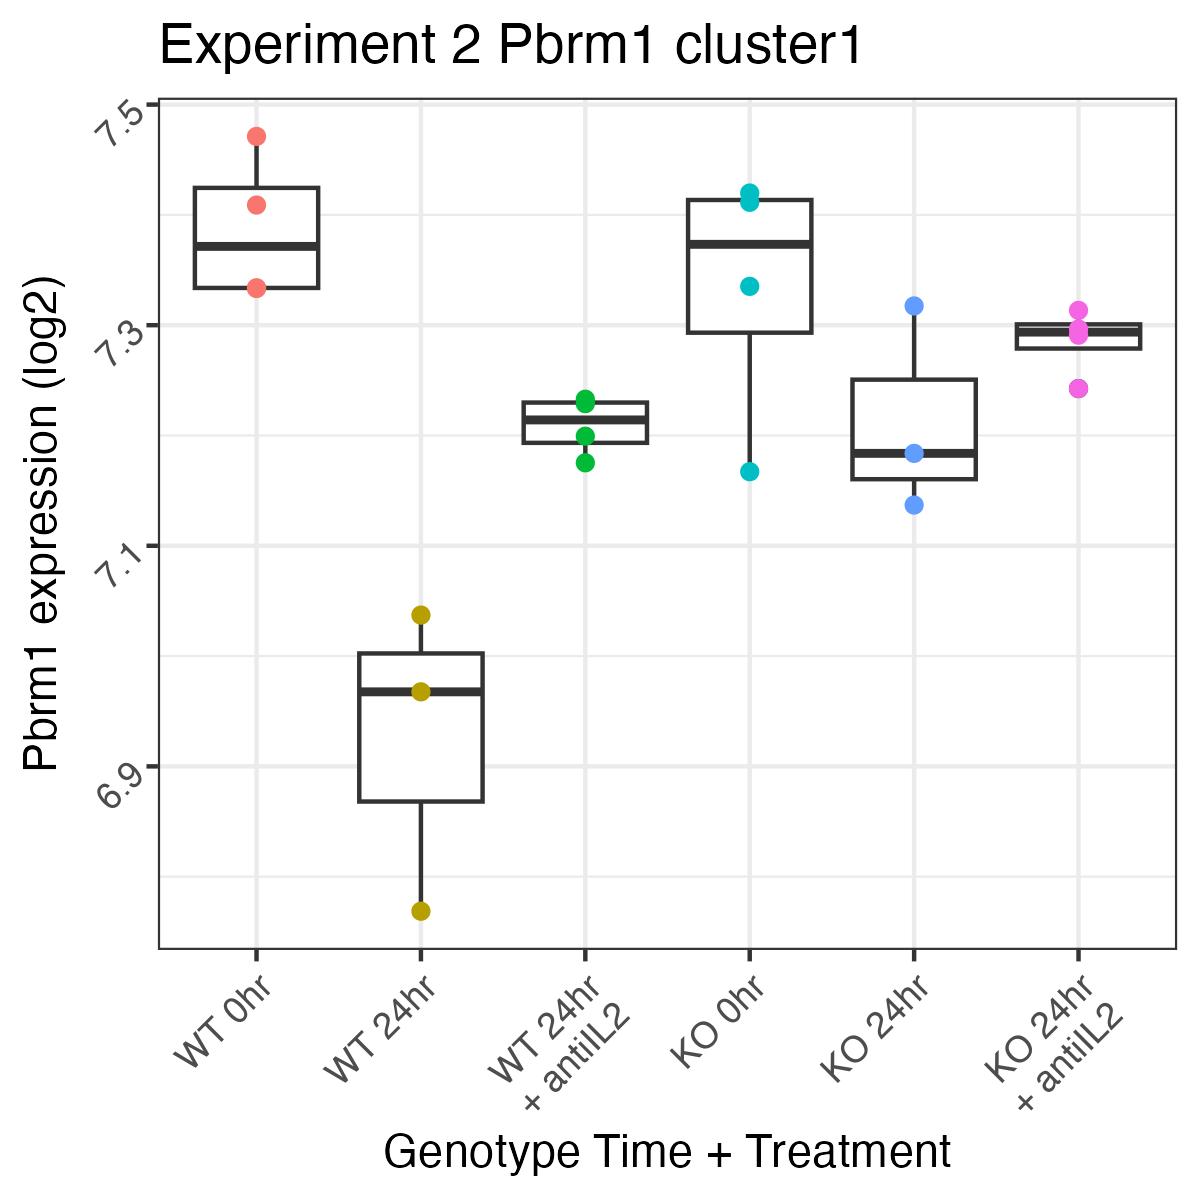 Experiment 2 Pbrm1 cluster1
Pbrm1 expression (log2)
7.5
7.3
7.1
6.9
WT 0hr
WT 24hr
WT 24hr
+ antiIL2
KO 0hr
KO 24hr
KO 24hr
+ antiIL2
Genotype Time + Treatment